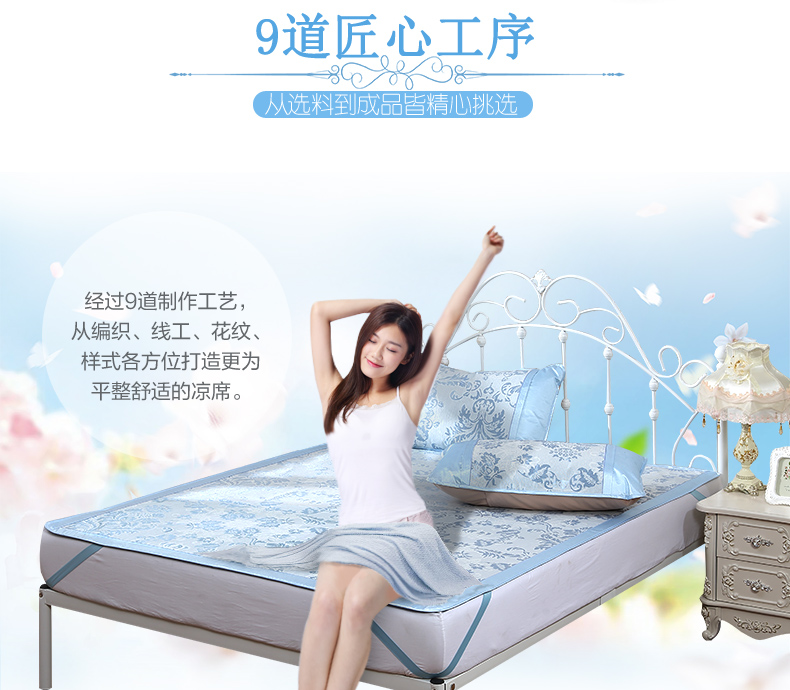 9道匠心工序
从选料到成品皆精心挑选
经过9道制作工艺，
从编织、线工、花纹、
样式各方位打造更为
平整舒适的凉席。